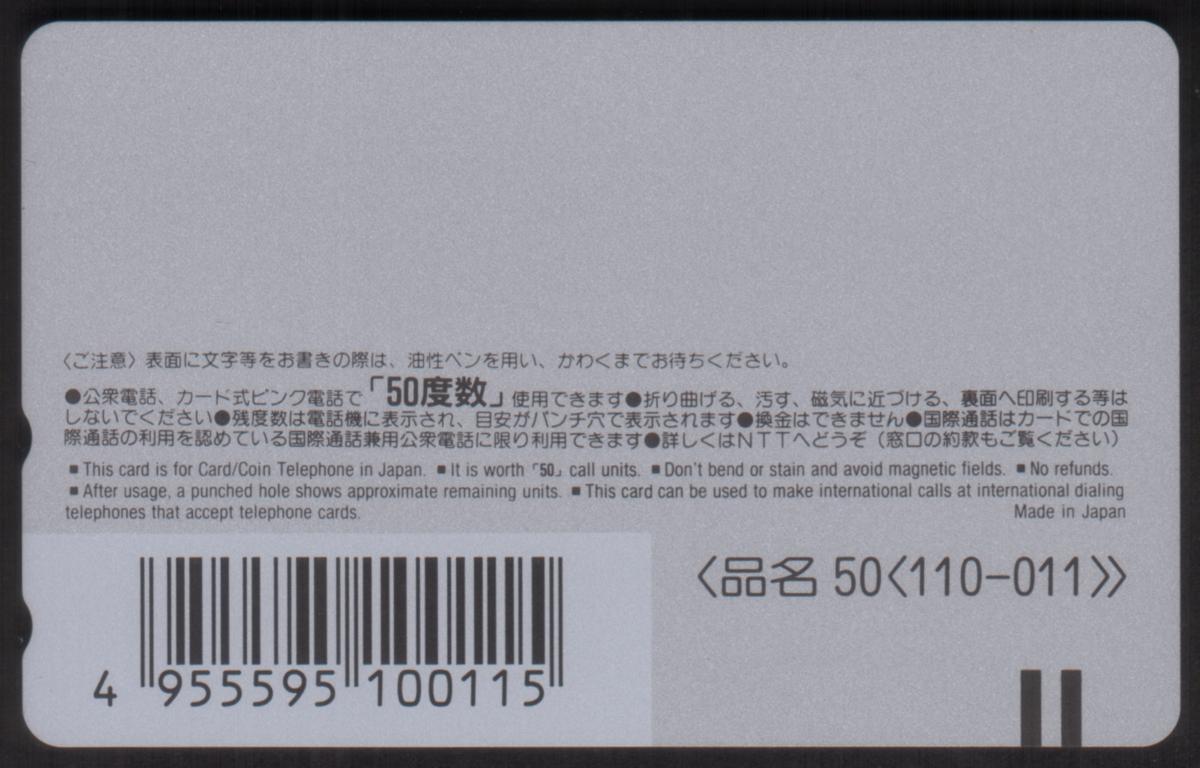 〈ご注意〉表面に文字等をお書きの際は、油性ペンを用い、かわくまでお待ちください。
●公衆電話、カード式ピンク電話で「50度数」使用できます●折り曲げる、汚す、磁気に近づける、裏面へ印刷する等は
しないでください●残度数は電話機に表示され、目安がパンチ穴で表示されます●換金はできません●国際通話はカードでの国
際通話の利用を認めている国際通話兼用公衆電話に限り利用できます●詳しくはNTTへどうぞ（窓口の約款もご覧ください）
■This card is for Card/Coin Telephone in Japan. ■It is worth「50」call units. ■Don't bend or stain and avoid magnetic fields. ■No refunds.
■After usage, a punched hole shows approximate remaining units. ■This card can be used to make international calls at international dialing
telephones that accept telephone cards. Made in Japan
〈品名 50〈110-011〉〉
4 955595 100115